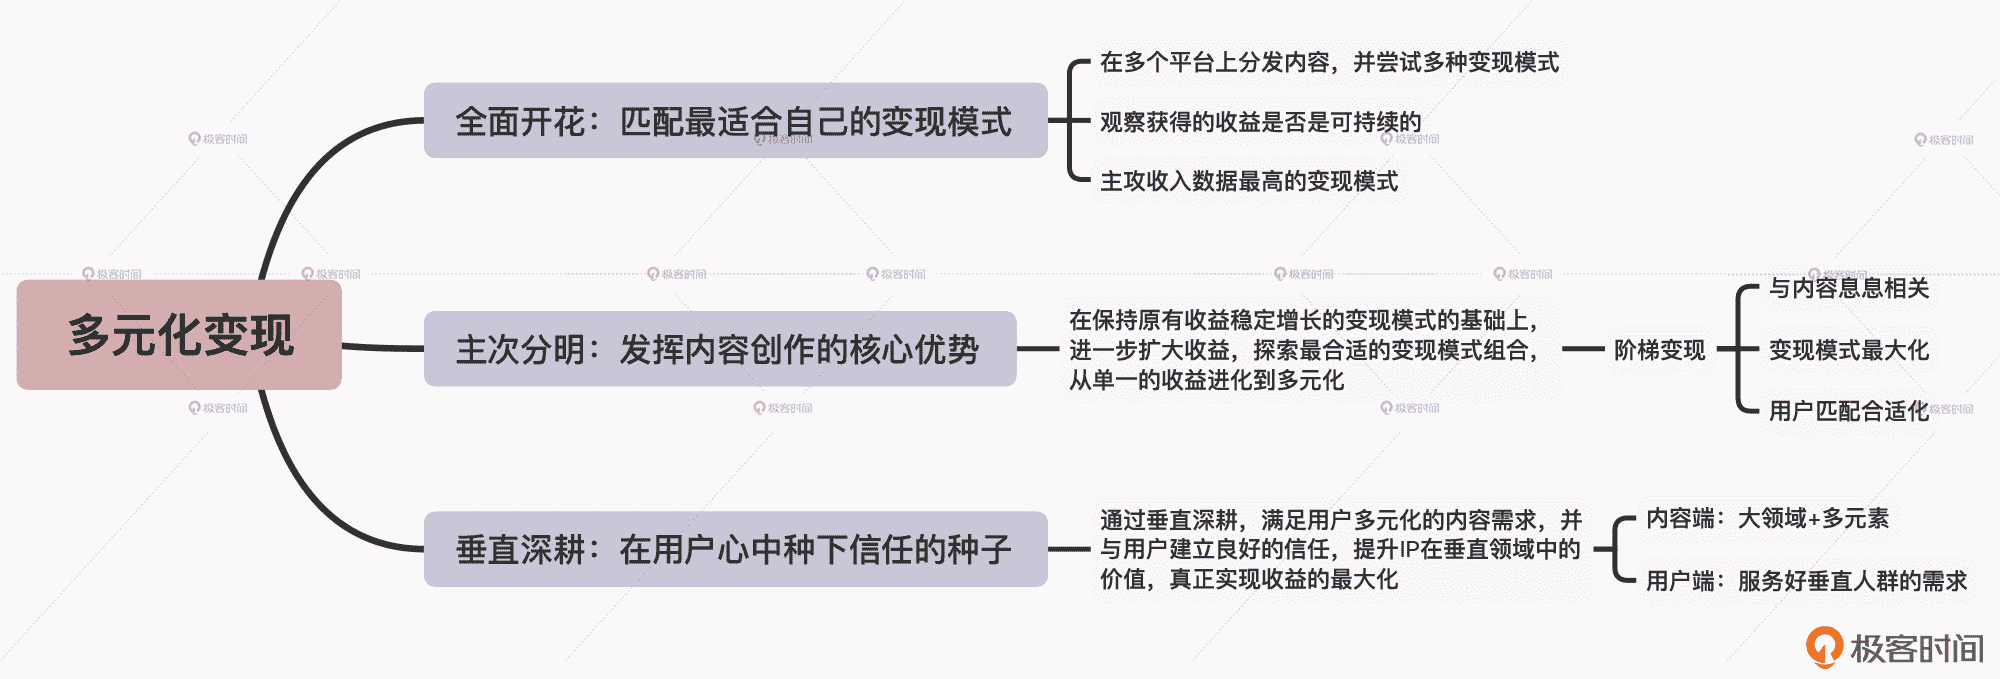 多元化变现
全面开花：匹配最适合自己的变现模式
在多个平台上分发内容，并尝试多种变现模式
观察获得的收益是否是可持续的
主攻收入数据最高的变现模式
主次分明：发挥内容创作的核心优势
在保持原有收益稳定增长的变现模式的基础上，
进一步扩大收益，探索最合适的变现模式组合，
从单一的收益进化到多元化
阶梯变现
与内容息息相关
变现模式最大化
用户匹配合适化
垂直深耕：在用户心中种下信任的种子
通过垂直深耕，满足用户多元化的内容需求，并
与用户建立良好的信任，提升IP在垂直领域中的
价值，真正实现收益的最大化
内容端：大领域+多元素
用户端：服务好垂直人群的需求
极客时间